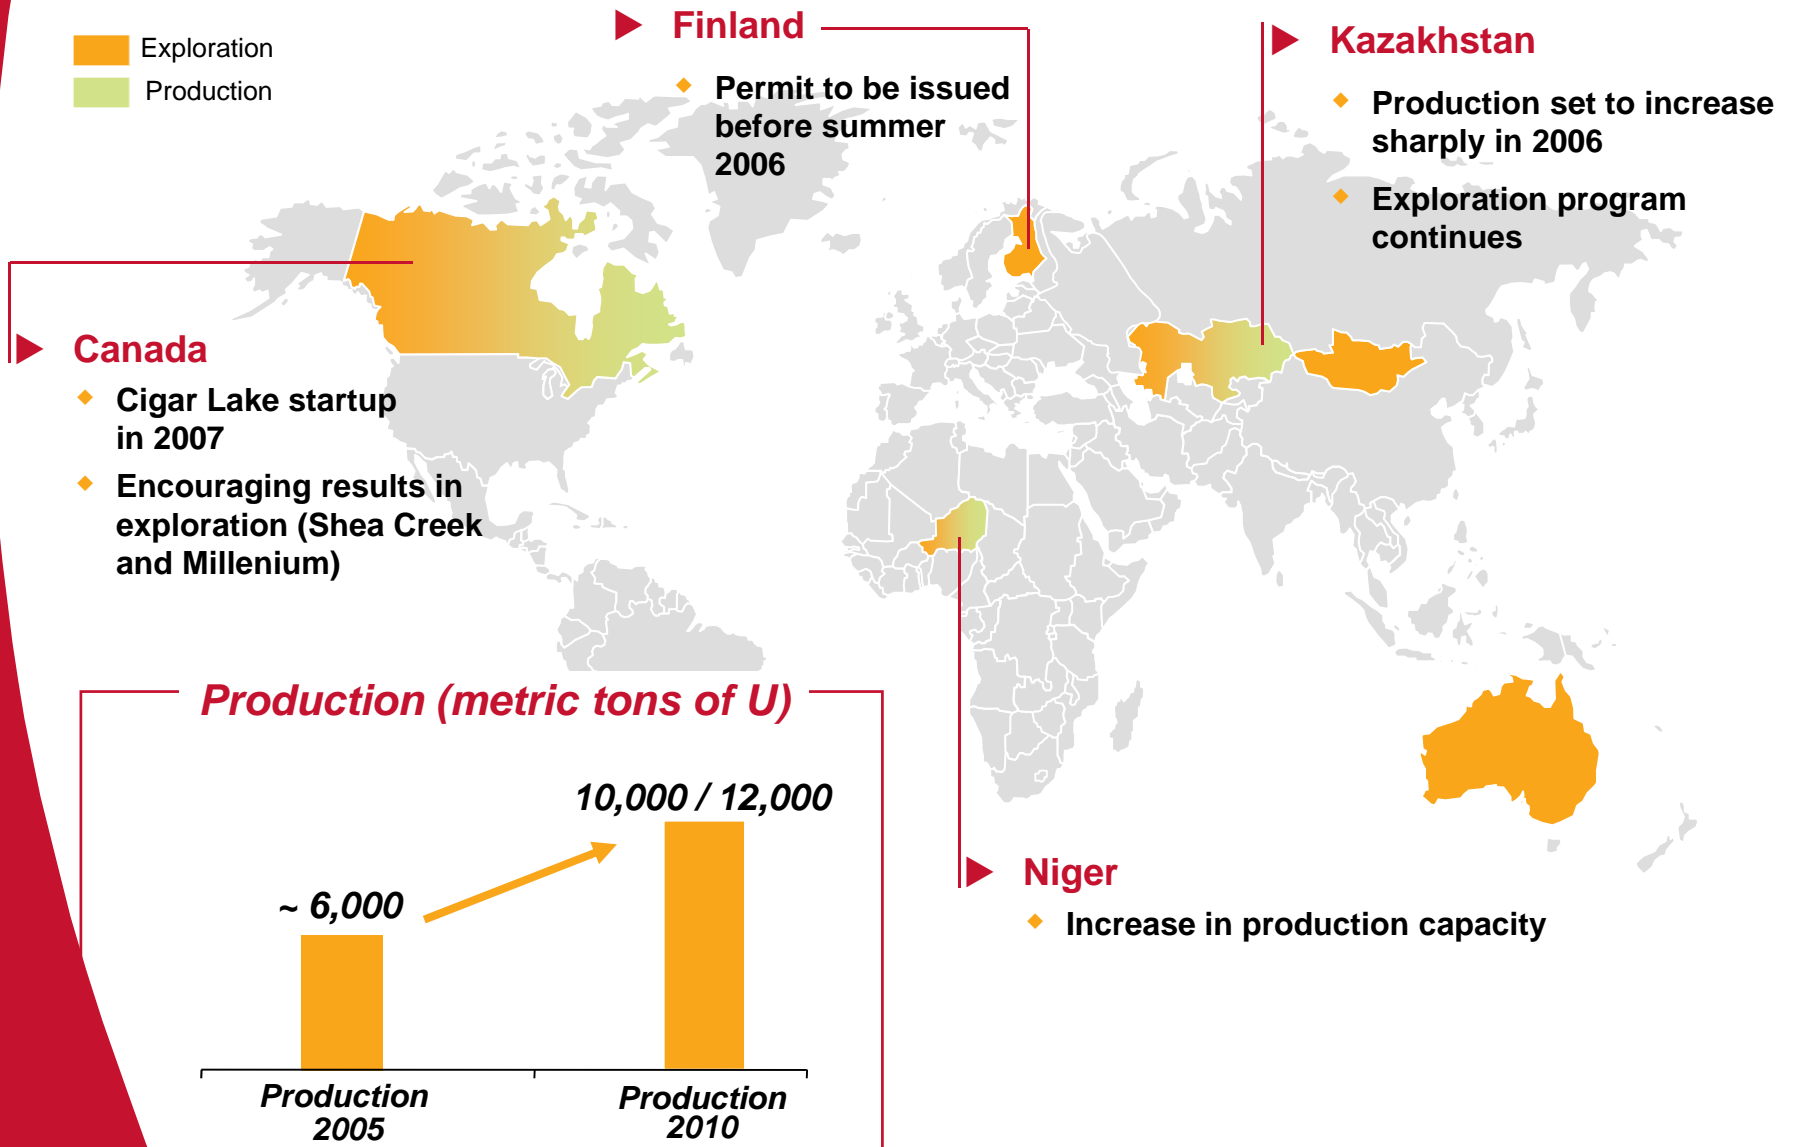 Exploration
Production
Finland
Permit to be issued
before summer
2006
Kazakhstan
Production set to increase
sharply in 2006
Exploration program
continues
Canada
Cigar Lake startup
in 2007
Encouraging results in
exploration (Shea Creek
and Millenium)
Niger
Increase in production capacity
Production (metric tons of U)
10,000 / 12,000
~ 6,000
Production
2005
Production
2010